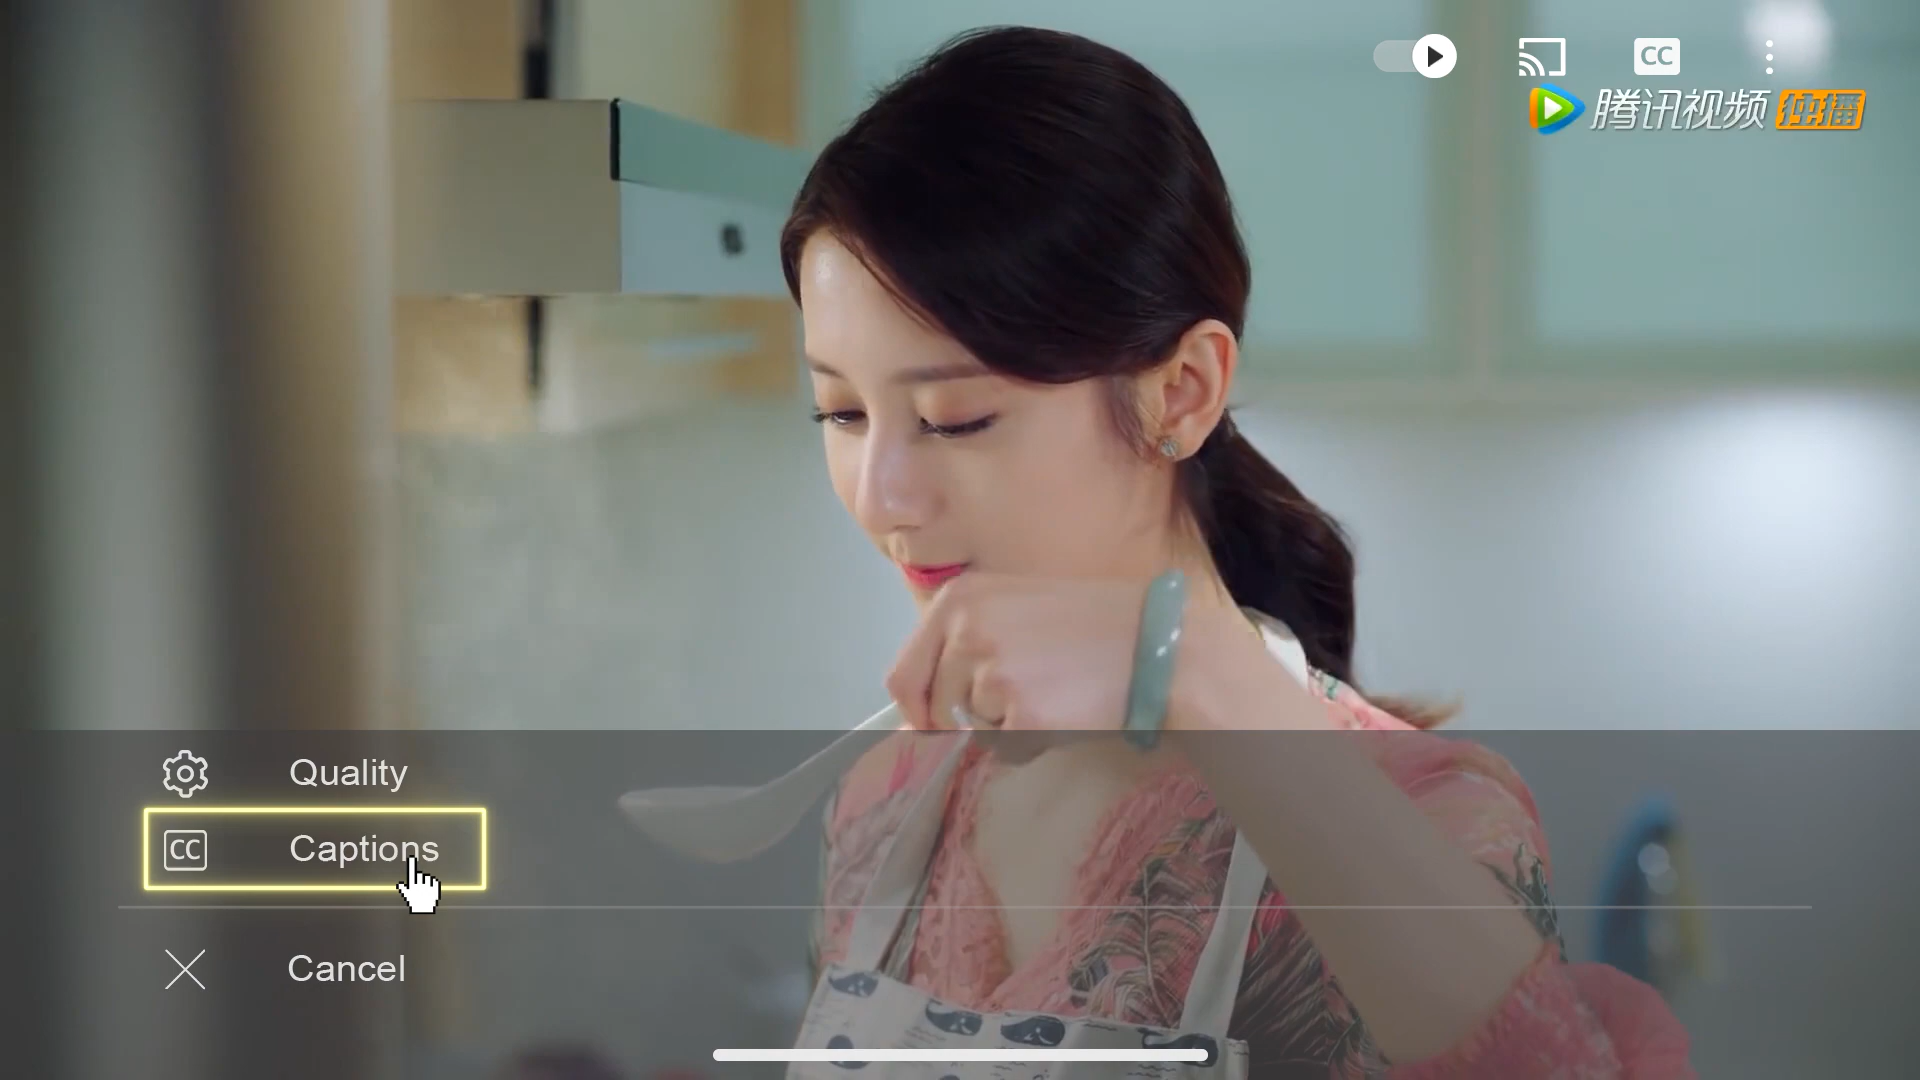 CC
腾讯视频 独播
Quality
CC Captions
Cancel